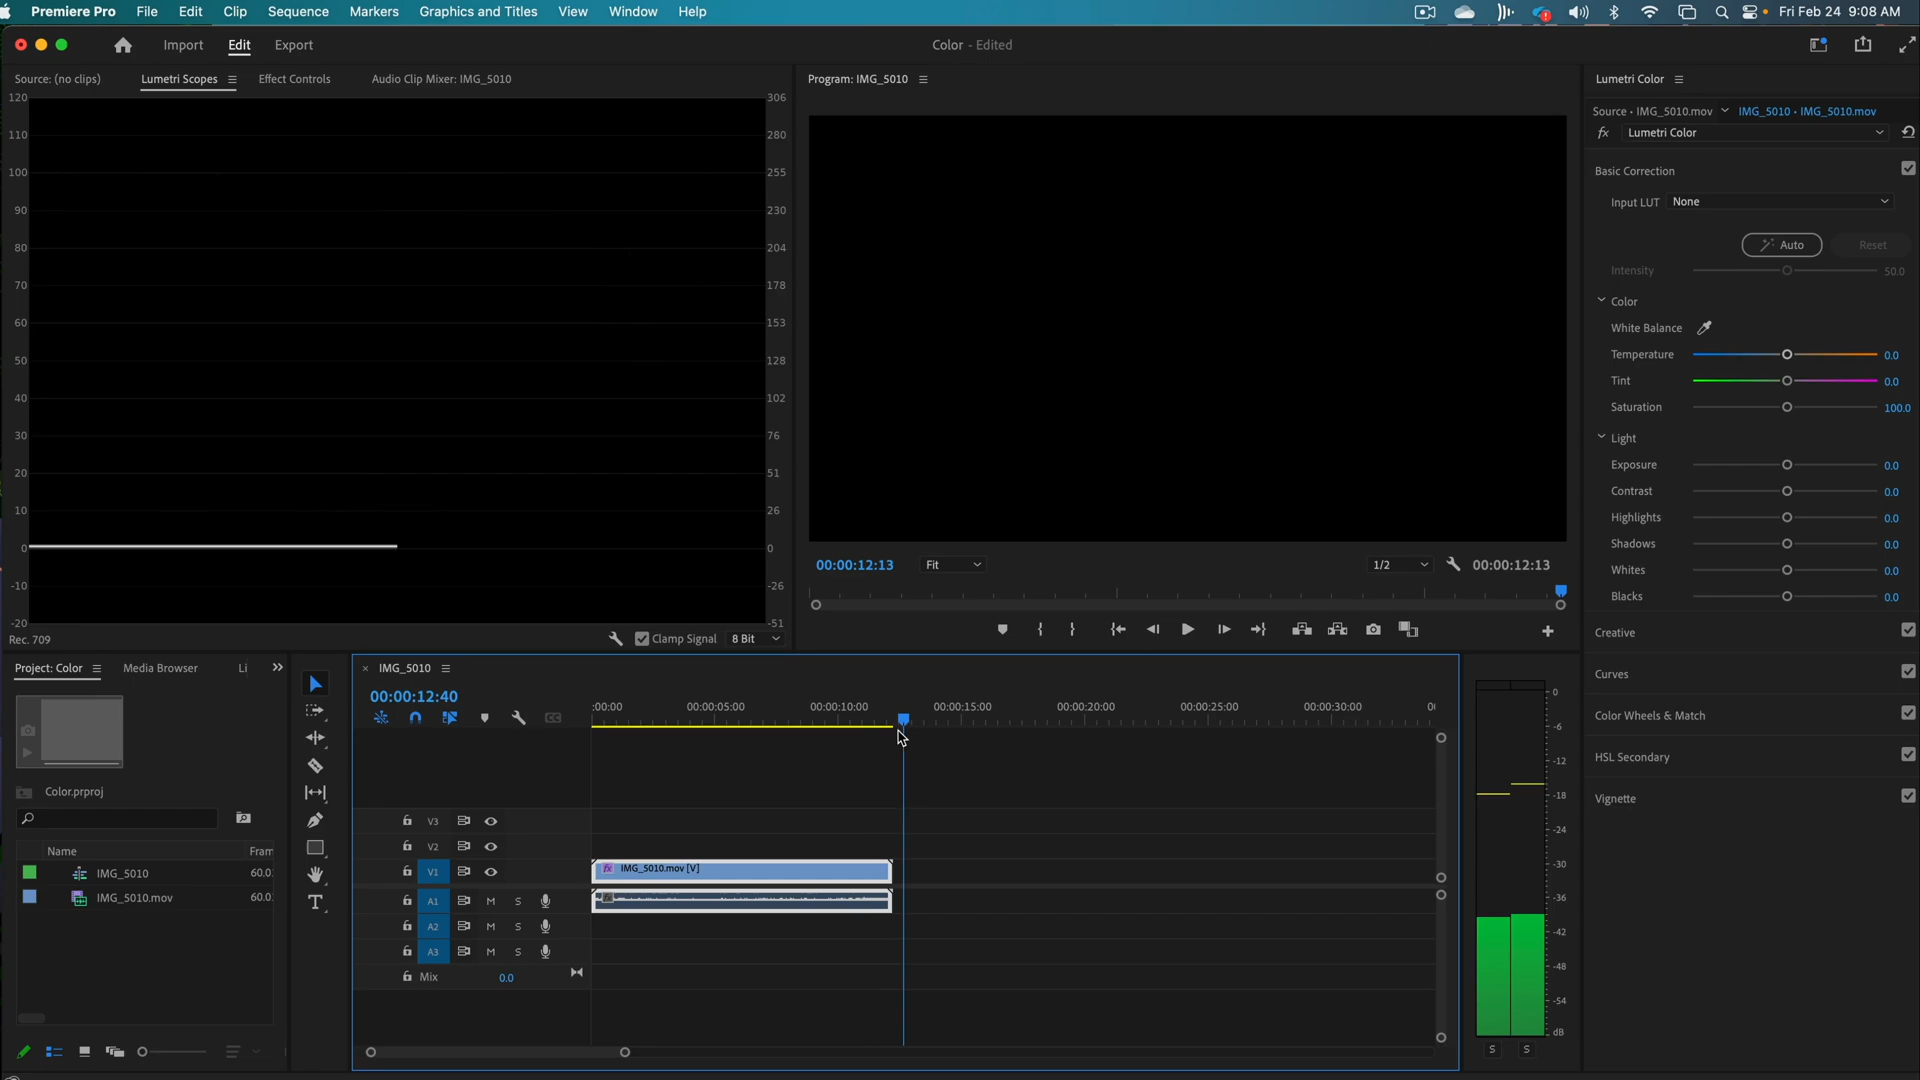 Premiere Pro File Edit Clip Sequence Markers Graphics and Titles View Window Help Fri Feb 24 9:08 AM
Import Edit Export Color - Edited
Source: (no clips) Lumetri Scopes Effect Controls Audio Clip Mixer: IMG_5010 Program: IMG_5010 Lumetri Color
120 306
110 280
100 255
90 230
80 204
70 178
60 153
50 128
40 102
30 76
20 51
10 26
0 0
-10 -26
-20 -51
Rec. 709 Clamp Signal 8 Bit
00:00:12:13 Fit 1/2 00:00:12:13
Source • IMG_5010.mov IMG_5010 • IMG_5010.mov
fx Lumetri Color
Basic Correction
Input LUT None
Auto Reset
Intensity 50.0
Color
White Balance
Temperature 0.0
Tint 0.0
Saturation 100.0
Light
Exposure 0.0
Contrast 0.0
Highlights 0.0
Shadows 0.0
Whites 0.0
Blacks 0.0
Creative
Curves
Color Wheels & Match
HSL Secondary
Vignette
Project: Color Media Browser Li
Color.prproj
Name Fram
IMG_5010 60.0
IMG_5010.mov 60.0
× IMG_5010
00:00:12:40
:00:00 00:00:05:00 00:00:10:00 00:00:15:00 00:00:20:00 00:00:25:00 00:00:30:00 00
CC
V3
V2
V1 fx IMG_5010.mov [V]
A1 M S
A2 M S
A3 M S
Mix 0.0
0
-6
-12
-18
-24
-30
-36
-42
-48
-54
dB
S S